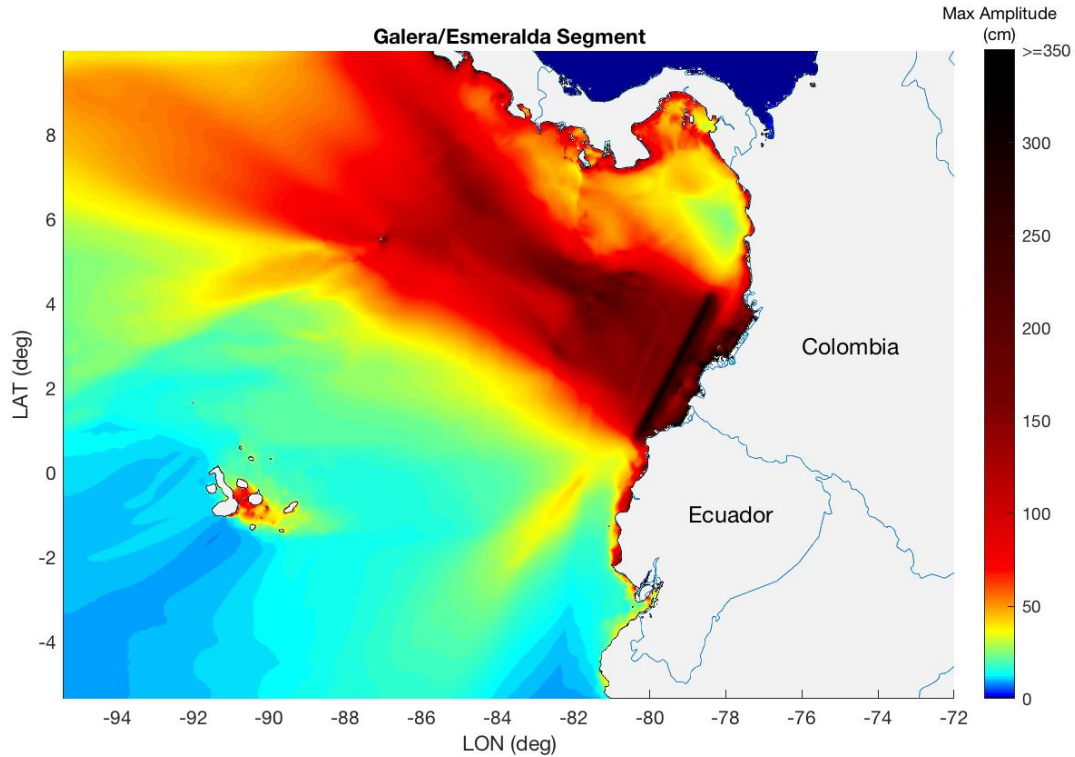 Max Amplitude
(cm)
Galera/Esmeralda Segment
>=350
300
250
200
150
100
50
0
8
6
4
2
0
-2
-4
LAT (deg)
Colombia
Ecuador
-94 -92 -90 -88 -86 -84 -82 -80 -78 -76 -74 -72
LON (deg)